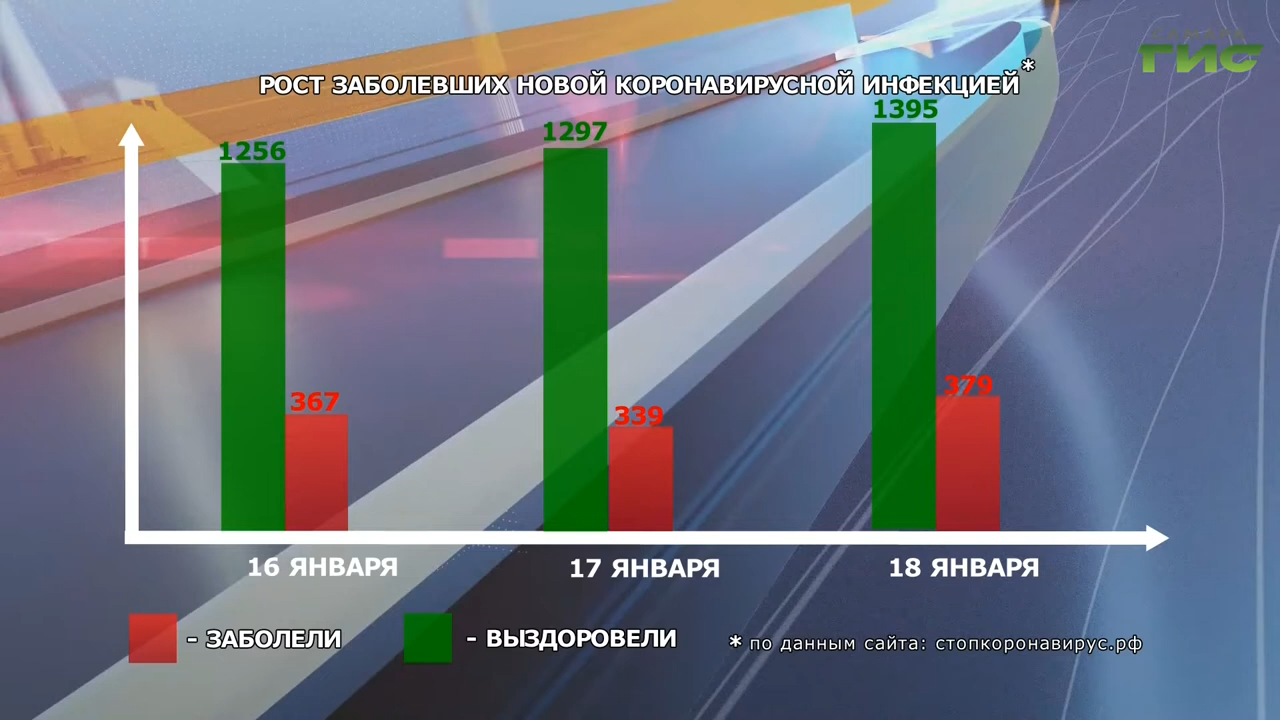 САМАРА
ГИС
РОСТ ЗАБОЛЕВШИХ НОВОЙ КОРОНАВИРУСНОЙ ИНФЕКЦИЕЙ*
1256
1297
1395
367
339
379
16 ЯНВАРЯ
17 ЯНВАРЯ
18 ЯНВАРЯ
- ЗАБОЛЕЛИ
- ВЫЗДОРОВЕЛИ
* по данным сайта: стопкоронавирус.рф